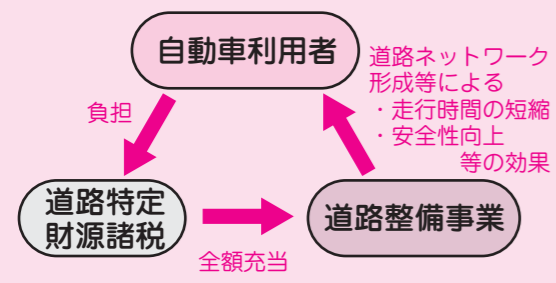 自動車利用者
道路ネットワーク
形成等による
・走行時間の短縮
・安全性向上
等の効果
負担
道路特定
財源諸税
全額充当
道路整備事業